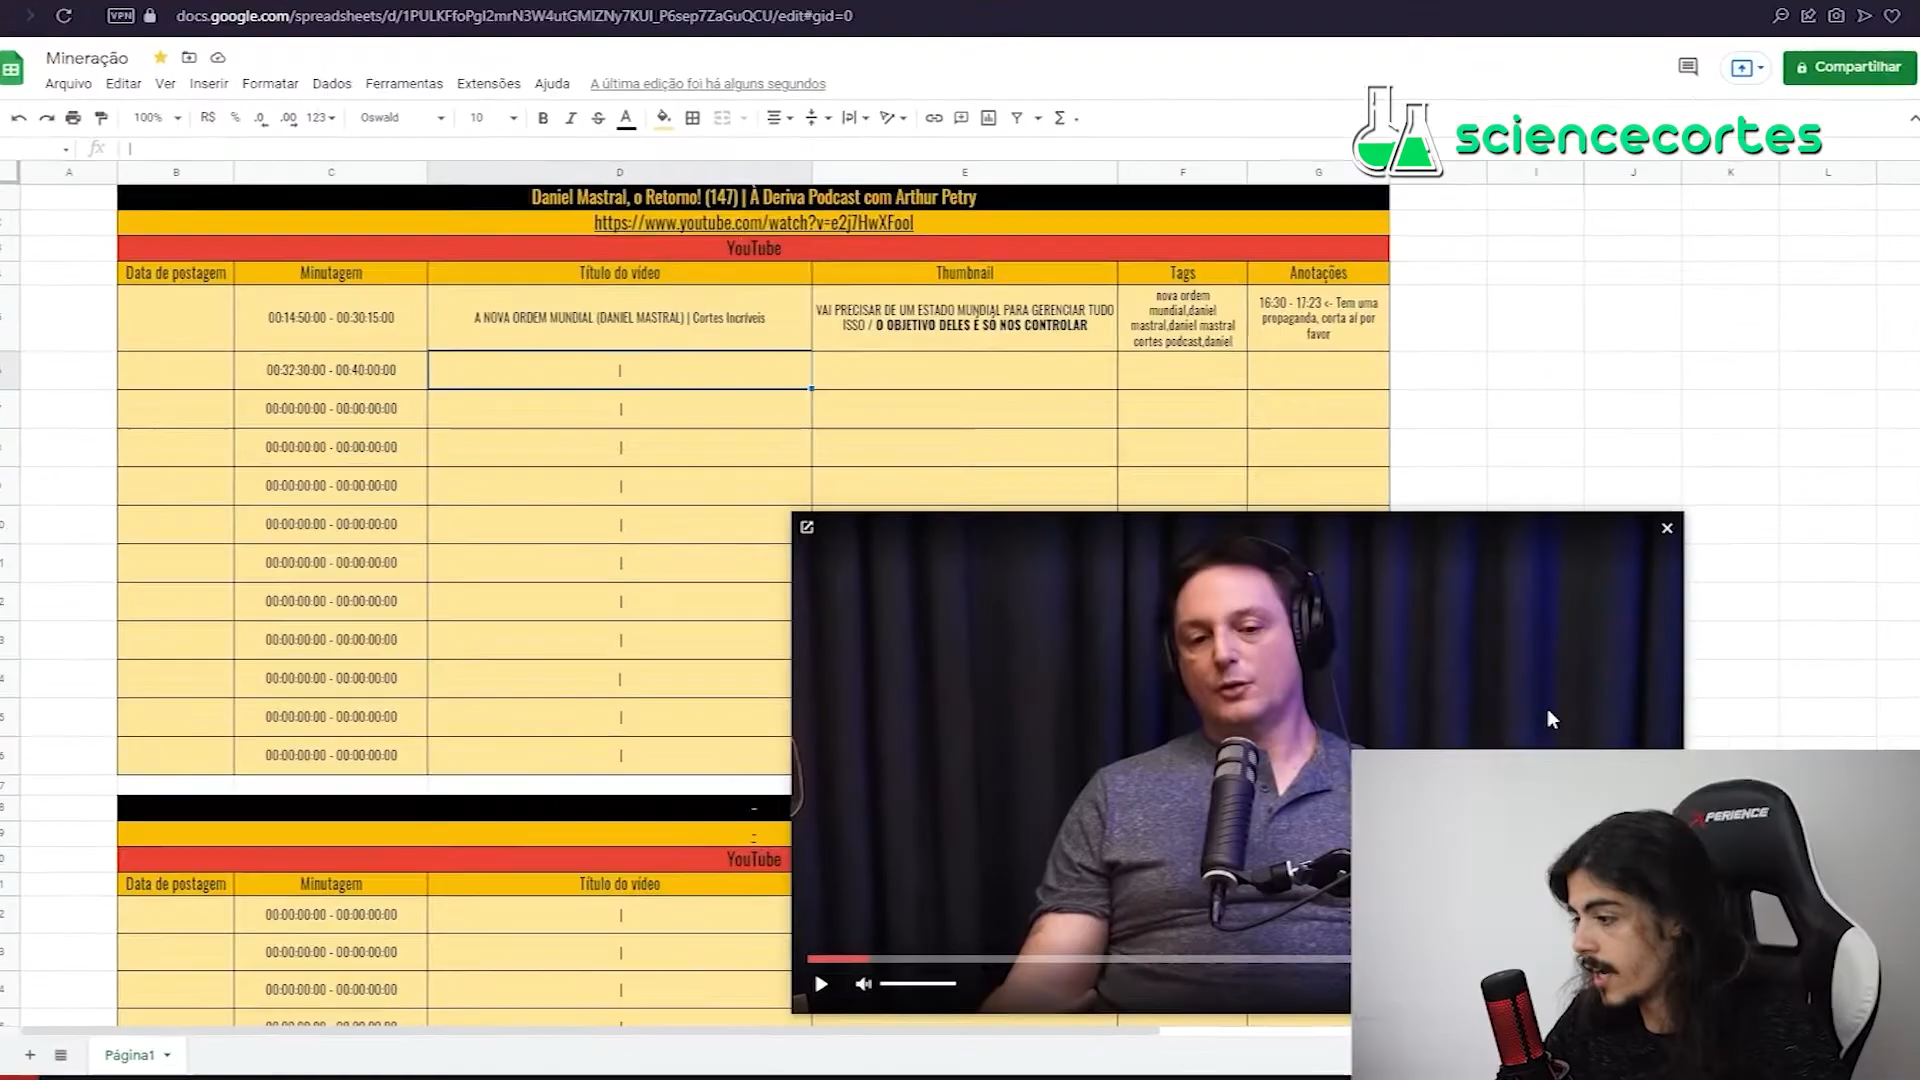 VPN
docs.google.com/spreadsheets/d/1PULKFfoPgI2mrN3W4utGMIZNy7KUI_P6sep7ZaGuQCU/edit#gid=0
Mineração
Arquivo Editar Ver Inserir Formatar Dados Ferramentas Extensões Ajuda A última edição foi há alguns segundos
Compartilhar
100% R$ % .0 .00 123 Oswald 10 B I S A
sciencecortes
fx |
A B C D E F G I J K L
Daniel Mastral, o Retorno! (147) | À Deriva Podcast com Arthur Petry
https://www.youtube.com/watch?v=e2j7HwXFooI
YouTube
Data de postagem Minutagem Título do vídeo Thumbnail Tags Anotações
00:14:50:00 - 00:30:15:00
A NOVA ORDEM MUNDIAL (DANIEL MASTRAL) | Cortes Incríveis
VAI PRECISAR DE UM ESTADO MUNDIAL PARA GERENCIAR TUDO
ISSO / O OBJETIVO DELES É SÓ NOS CONTROLAR
nova ordem
mundial,daniel
mastral,daniel mastral
cortes podcast,daniel
16:30 - 17:23 <- Tem uma
propaganda, corta aí por
favor
00:32:30:00 - 00:40:00:00 |
00:00:00:00 - 00:00:00:00 |
00:00:00:00 - 00:00:00:00 |
00:00:00:00 - 00:00:00:00 |
00:00:00:00 - 00:00:00:00 |
00:00:00:00 - 00:00:00:00 |
00:00:00:00 - 00:00:00:00 |
00:00:00:00 - 00:00:00:00 |
00:00:00:00 - 00:00:00:00 |
00:00:00:00 - 00:00:00:00 |
00:00:00:00 - 00:00:00:00 |
-
-
YouTube
Data de postagem Minutagem Título do vídeo
00:00:00:00 - 00:00:00:00 |
00:00:00:00 - 00:00:00:00 |
00:00:00:00 - 00:00:00:00 |
XPERIENCE
Página1